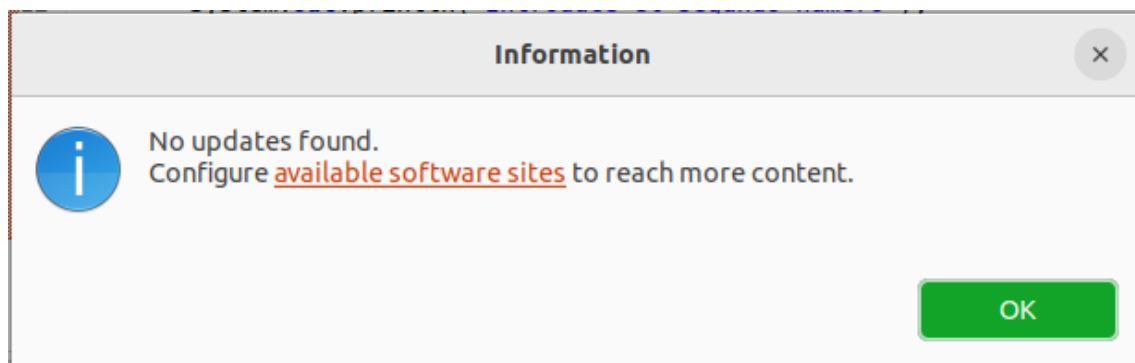 Information
No updates found.
Configure available software sites to reach more content.
OK